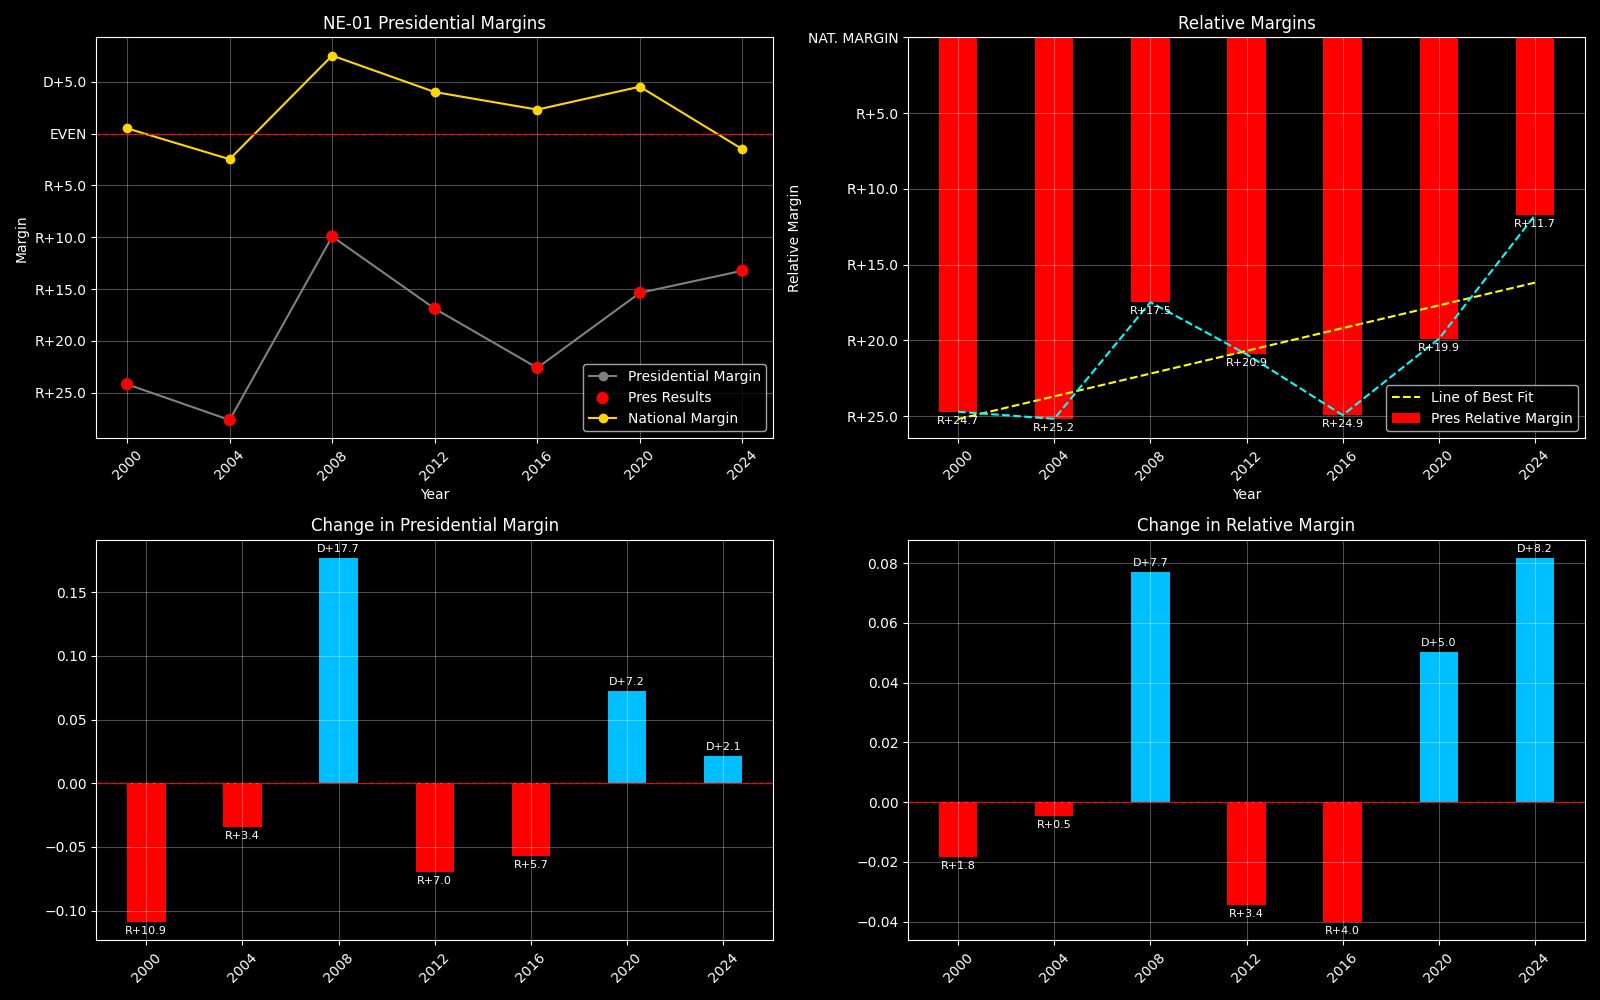 NE-01 Presidential Margins
Margin
D+5.0
EVEN
R+5.0
R+10.0
R+15.0
R+20.0
R+25.0
Presidential Margin
Pres Results
National Margin
2000
2004
2008
2012
2016
2020
2024
Year
Relative Margins
Relative Margin
NAT. MARGIN
R+5.0
R+10.0
R+15.0
R+20.0
R+25.0
R+24.7
R+25.2
R+17.5
R+20.9
R+24.9
R+19.9
R+11.7
Line of Best Fit
Pres Relative Margin
2000
2004
2008
2012
2016
2020
2024
Year
Change in Presidential Margin
0.15
0.10
0.05
0.00
−0.05
−0.10
R+10.9
R+3.4
D+17.7
R+7.0
R+5.7
D+7.2
D+2.1
2000
2004
2008
2012
2016
2020
2024
Change in Relative Margin
0.08
0.06
0.04
0.02
0.00
−0.02
−0.04
R+1.8
R+0.5
D+7.7
R+3.4
R+4.0
D+5.0
D+8.2
2000
2004
2008
2012
2016
2020
2024